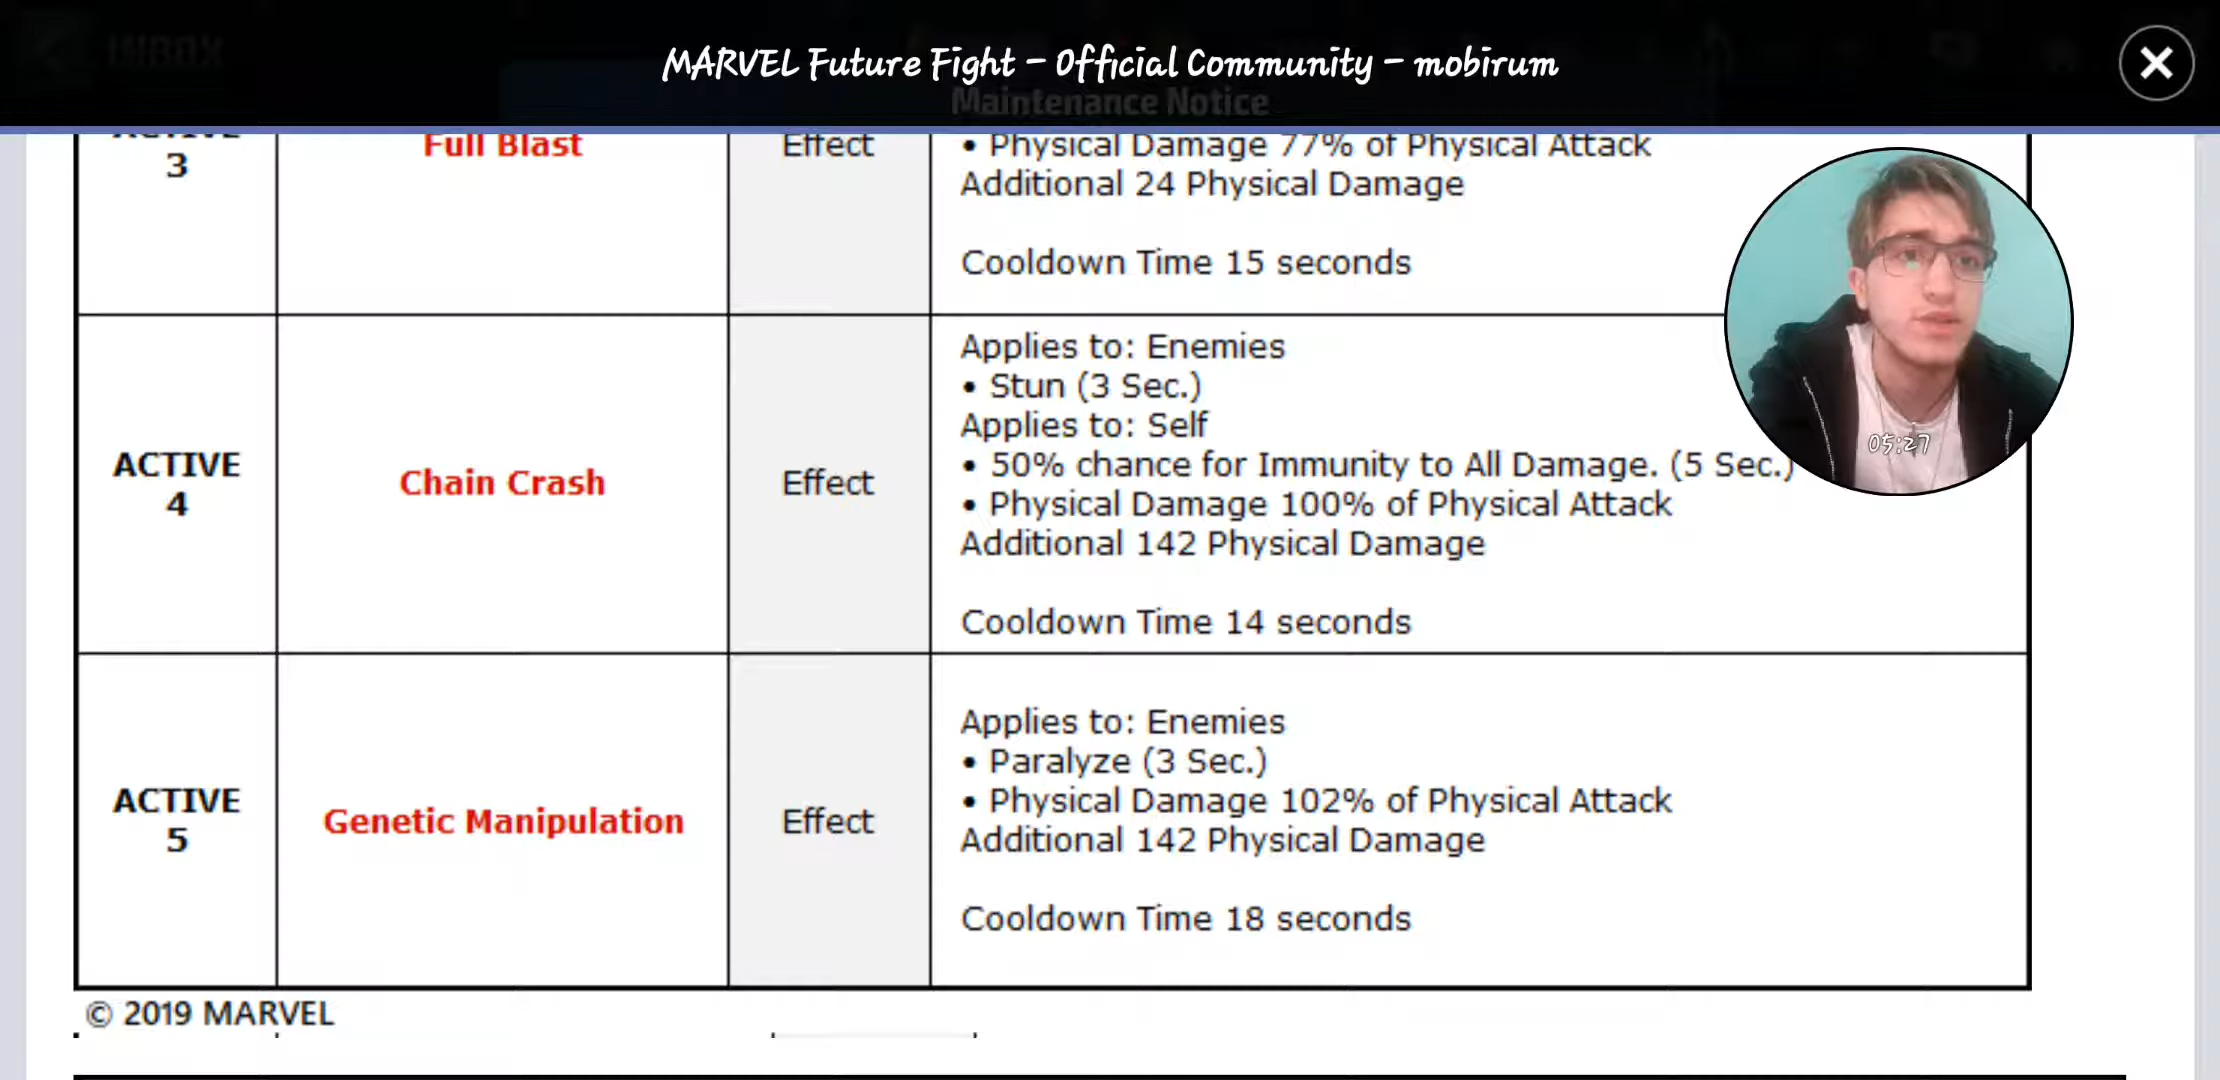 INBOX
MARVEL Future Fight - Official Community - mobirum
Maintenance Notice
ACTIVE
3
Full Blast
Effect
• Physical Damage 77% of Physical Attack
Additional 24 Physical Damage
Cooldown Time 15 seconds
ACTIVE
4
Chain Crash
Effect
Applies to: Enemies
• Stun (3 Sec.)
Applies to: Self
• 50% chance for Immunity to All Damage. (5 Sec.)
• Physical Damage 100% of Physical Attack
Additional 142 Physical Damage
Cooldown Time 14 seconds
05:27
ACTIVE
5
Genetic Manipulation
Effect
Applies to: Enemies
• Paralyze (3 Sec.)
• Physical Damage 102% of Physical Attack
Additional 142 Physical Damage
Cooldown Time 18 seconds
© 2019 MARVEL